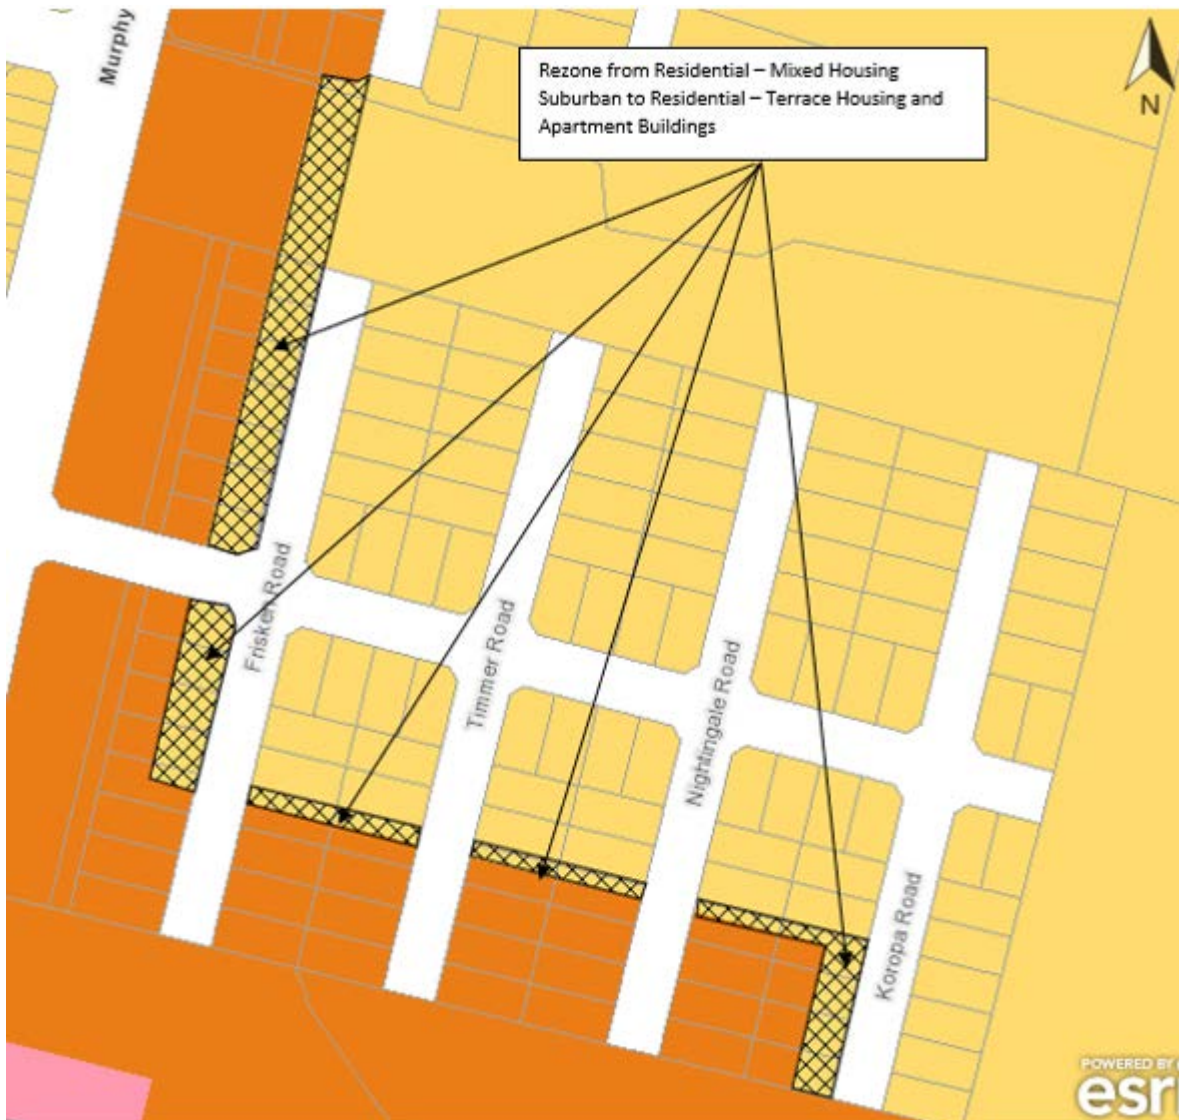 Murphy
Rezone from Residential – Mixed Housing
Suburban to Residential – Terrace Housing and
Apartment Buildings
N
Frisken Road
Timmer Road
Nightingale Road
Koropa Road
POWERED BY
esri